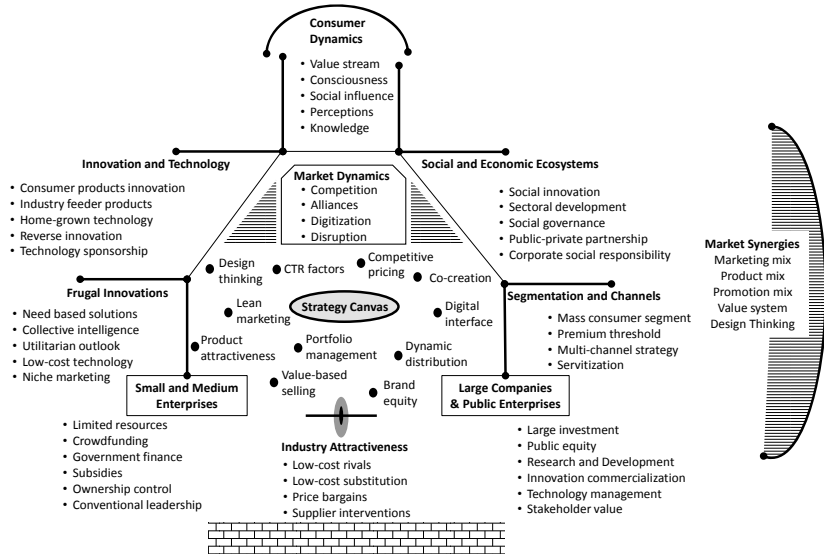 Consumer
Dynamics
• Value stream
• Consciousness
• Social influence
• Perceptions
• Knowledge
Innovation and Technology
• Consumer products innovation
• Industry feeder products
• Home-grown technology
• Reverse innovation
• Technology sponsorship
Market Dynamics
• Competition
• Alliances
• Digitization
• Disruption
Social and Economic Ecosystems
• Social innovation
• Sectoral development
• Social governance
• Public-private partnership
• Corporate social responsibility
Market Synergies
Marketing mix
Product mix
Promotion mix
Value system
Design Thinking
Design
thinking
CTR factors
Competitive
pricing
Co-creation
Frugal Innovations
• Need based solutions
• Collective intelligence
• Utilitarian outlook
• Low-cost technology
• Niche marketing
Lean
marketing
Strategy Canvas
Digital
interface
Segmentation and Channels
• Mass consumer segment
• Premium threshold
• Multi-channel strategy
• Servitization
Product
attractiveness
Portfolio
management
Dynamic
distribution
Value-based
selling
Brand
equity
Small and Medium
Enterprises
• Limited resources
• Crowdfunding
• Government finance
• Subsidies
• Ownership control
• Conventional leadership
Industry Attractiveness
• Low-cost rivals
• Low-cost substitution
• Price bargains
• Supplier interventions
Large Companies
& Public Enterprises
• Large investment
• Public equity
• Research and Development
• Innovation commercialization
• Technology management
• Stakeholder value